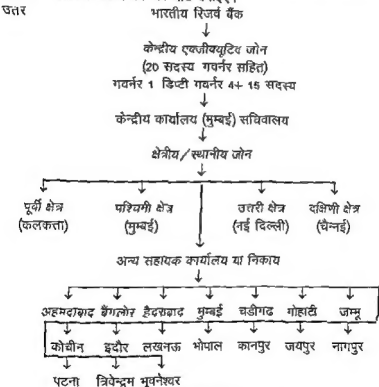 उत्तर
भारतीय रिजर्व बैंक
केन्द्रीय एक्जीक्यूटिव जोन
(20 सदस्य गवर्नर सहित)
गवर्नर 1 डिप्टी गवर्नर 4+ 15 सदस्य
केन्द्रीय कार्यालय (मुम्बई) सचिवालय
क्षेत्रीय/स्थानीय जोन
पूर्वी क्षेत्र पश्चिमी क्षेत्र उत्तरी क्षेत्र दक्षिणी क्षेत्र
(कलकत्ता) (मुम्बई) (नई दिल्ली) (चैन्नई)
अन्य सहायक कार्यालय या निकाय
अहमदाबाद बैंगलोर हैदराबाद मुम्बई चडीगढ गोहाटी जम्मू
कोचीन इदौर लखनऊ भोपाल कानपुर जयपुर नागपुर
पटना त्रिवेन्द्रम भूवनेश्वर